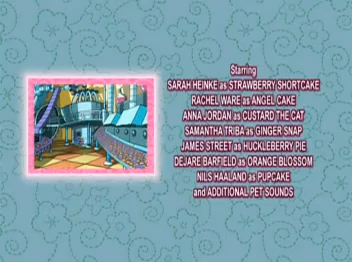 Starring
SARAH HEINKE as STRAWBERRY SHORTCAKE
RACHEL WARE as ANGEL CAKE
ANNA JORDAN as CUSTARD THE CAT
SAMANTHA TRIBA as GINGER SNAP
JAMES STREET as HUCKLEBERRY PIE
DEJARE BARFIELD as ORANGE BLOSSOM
NILS HAALAND as PUPCAKE
and ADDITIONAL PET SOUNDS